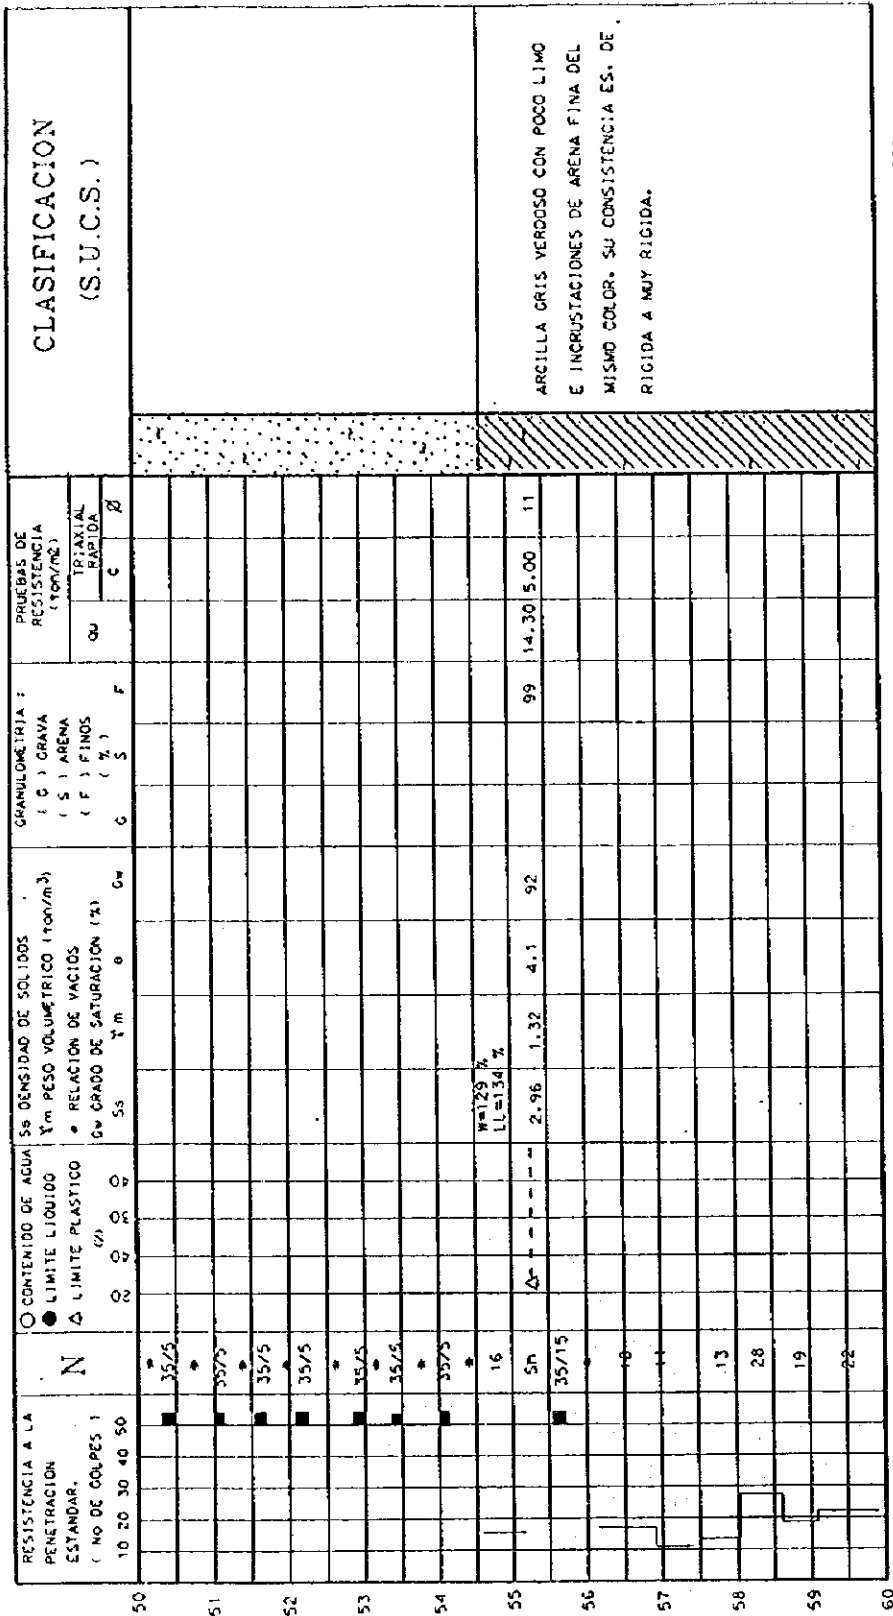 RESISTENCIA A LA
PENETRACION
ESTANDAR.
( NO DE GOLPES )
10 20 30 40 50
N
CONTENIDO DE AGUA
LIMITE LIQUIDO
LIMITE PLASTICO
(%)
Ss DENSIDAD DE SOLIDOS
γm PESO VOLUMETRICO (ton/m3)
e RELACION DE VACIOS
Gw GRADO DE SATURACION (%)
Ss γm e Gw
GRANULOMETRIA :
( G ) GRAVA
( S ) ARENA
( F ) FINOS
( % )
G S F
PRUEBAS DE
RESISTENCIA
(ton/m2)
qu
TRIAXIAL
RAPIDA
c Ø
CLASIFICACION
(S.U.C.S.)
50
35/5
51
35/5
35/5
52
35/5
53
35/5
35/5
54
35/5
16
W=129 %
LL=134 %
55
Sn
2.96 1.32 4.1 92 99 14.30 5.00 11
ARCILLA GRIS VERDOSO CON POCO LIMO
E INCRUSTACIONES DE ARENA FINA DEL
MISMO COLOR. SU CONSISTENCIA ES. DE
RIGIDA A MUY RIGIDA.
35/15
56
18
57
11
13
58
28
19
59
22
60